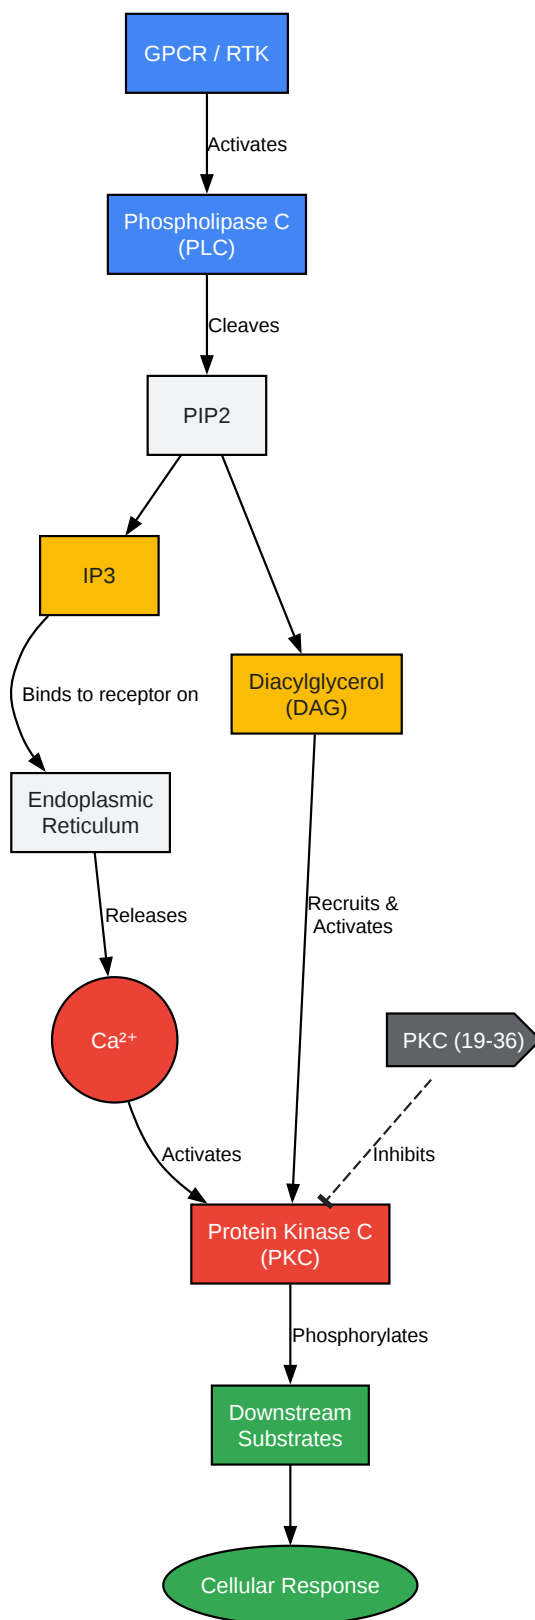 GPCR / RTK
Activates
Phospholipase C
(PLC)
Cleaves
PIP2
IP3
Diacylglycerol
(DAG)
Binds to receptor on
Endoplasmic
Reticulum
Recruits &
Activates
Releases
Ca²⁺
PKC (19-36)
Activates
Inhibits
Protein Kinase C
(PKC)
Phosphorylates
Downstream
Substrates
Cellular Response